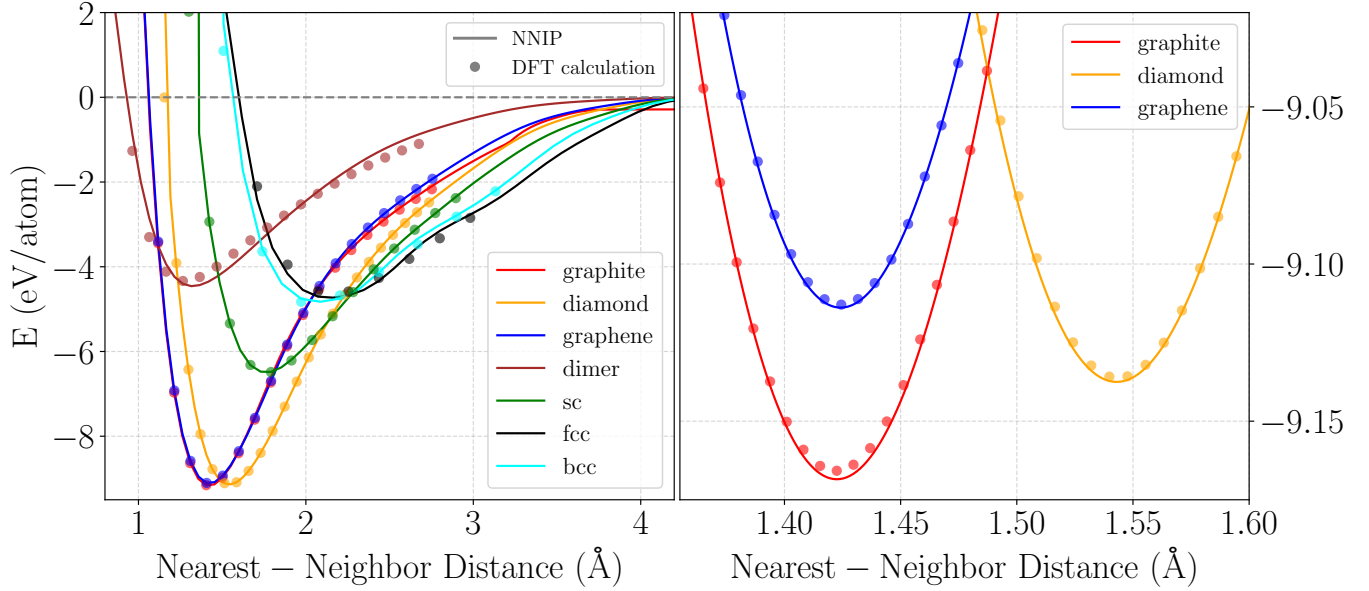 2
0
−2
−4
−6
−8
E (eV/atom)
1
2
3
4
Nearest − Neighbor Distance (Å)
NNIP
DFT calculation
graphite
diamond
graphene
dimer
sc
fcc
bcc
graphite
diamond
graphene
−9.05
−9.10
−9.15
1.40
1.45
1.50
1.55
1.60
Nearest − Neighbor Distance (Å)